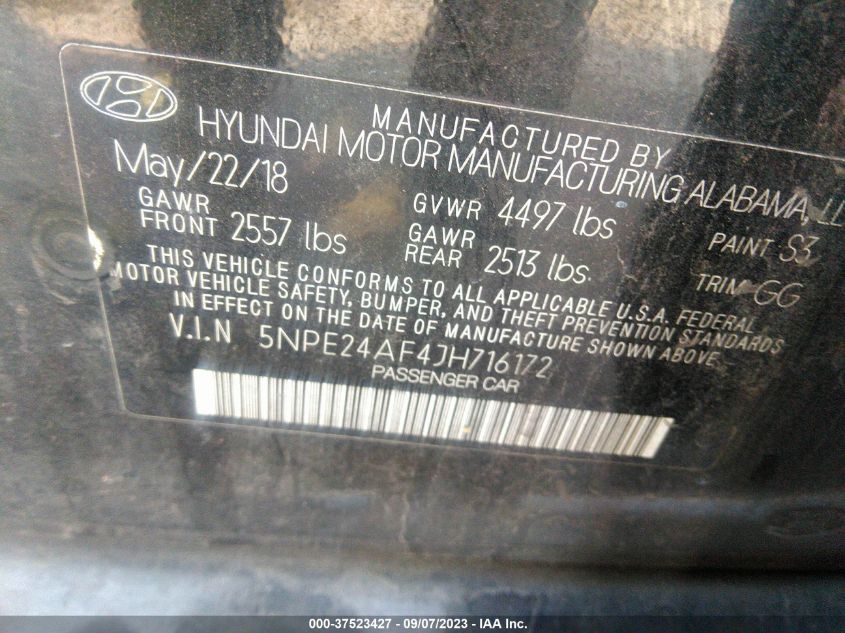 MANUFACTURED BY
HYUNDAI MOTOR MANUFACTURING ALABAMA, LL
May/22/18
GAWR FRONT 2557 lbs
GVWR 4497 lbs
GAWR REAR 2513 lbs.
PAINT S3
TRIM GG
THIS VEHICLE CONFORMS TO ALL APPLICABLE U.S.A. FEDERAL
MOTOR VEHICLE SAFETY, BUMPER, AND THEFT PREVENTION STANDARDS
IN EFFECT ON THE DATE OF MANUFACTURE SHOWN ABOVE.
V.I.N 5NPE24AF4JH716172
PASSENGER CAR
000-37523427 - 09/07/2023 - IAA Inc.